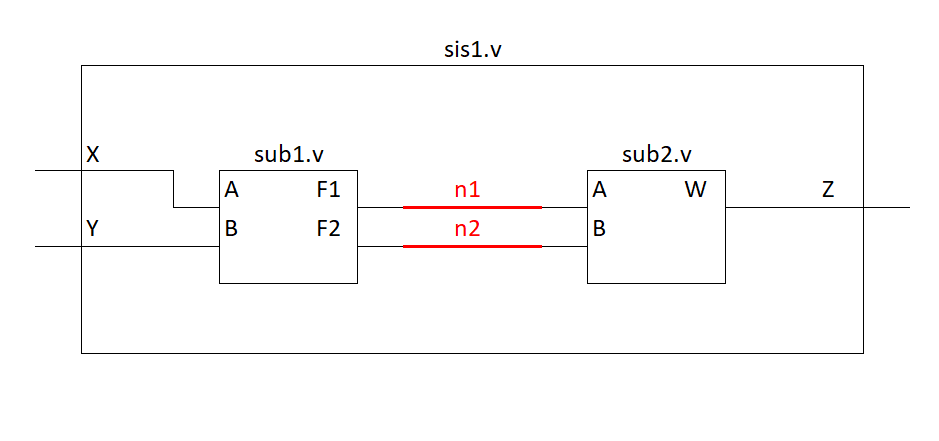 sis1.v
X
sub1.v
sub2.v
A F1
n1
A W
Z
Y
B F2
n2
B